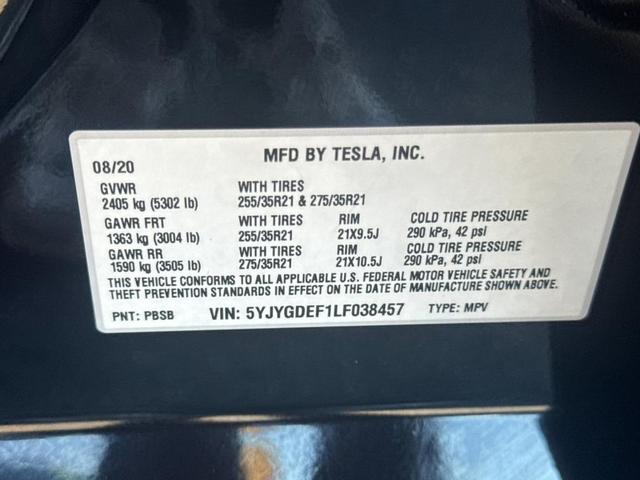 08/20 MFD BY TESLA, INC.
GVWR WITH TIRES
2405 kg (5302 lb) 255/35R21 & 275/35R21
GAWR FRT WITH TIRES RIM COLD TIRE PRESSURE
1363 kg (3004 lb) 255/35R21 21X9.5J 290 kPa, 42 psi
GAWR RR WITH TIRES RIM COLD TIRE PRESSURE
1590 kg (3505 lb) 275/35R21 21X10.5J 290 kPa, 42 psi
THIS VEHICLE CONFORMS TO ALL APPLICABLE U.S. FEDERAL MOTOR VEHICLE SAFETY AND
THEFT PREVENTION STANDARDS IN EFFECT ON THE DATE OF MANUFACTURE SHOWN ABOVE.
PNT: PBSB VIN: 5YJYGDEF1LF038457 TYPE: MPV